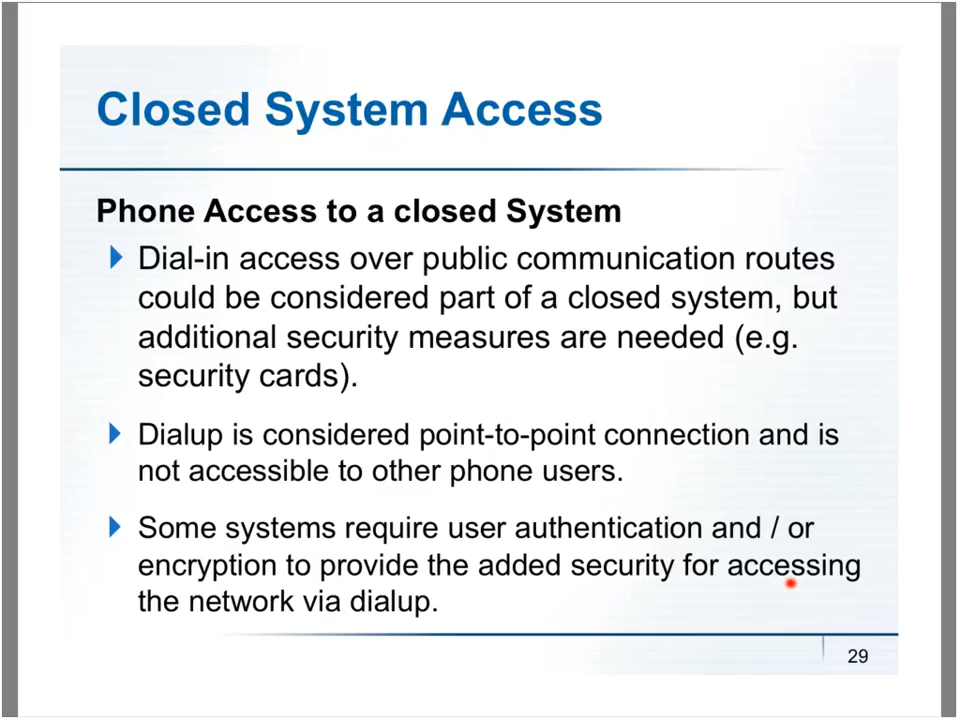 Closed System Access
Phone Access to a closed System
Dial-in access over public communication routes
could be considered part of a closed system, but
additional security measures are needed (e.g.
security cards).
Dialup is considered point-to-point connection and is
not accessible to other phone users.
Some systems require user authentication and / or
encryption to provide the added security for accessing
the network via dialup.
29